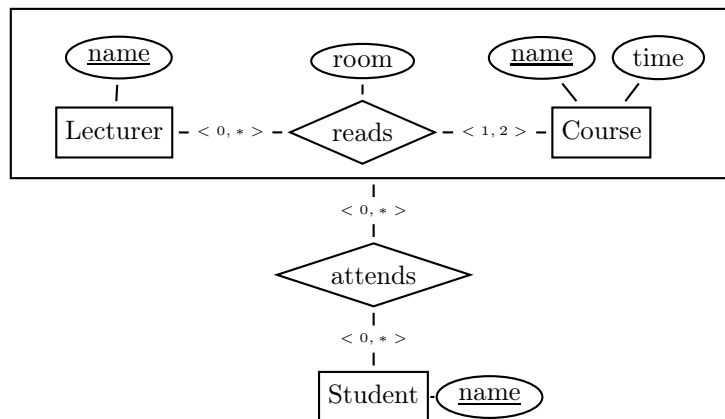 name room name time
Lecturer < 0, * > reads < 1, 2 > Course
< 0, * >
attends
< 0, * >
Student name